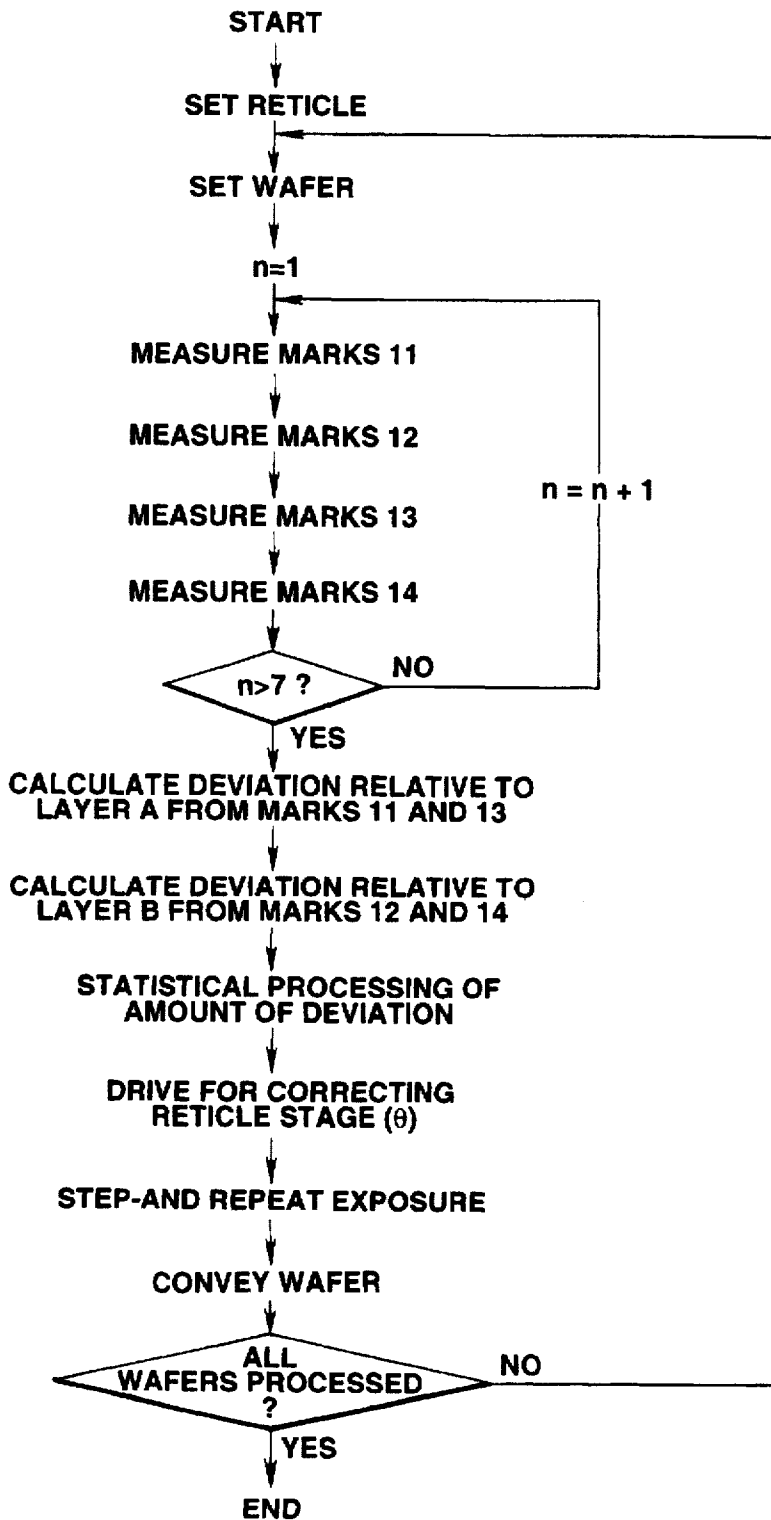 START
SET RETICLE
SET WAFER
n=1
MEASURE MARKS 11
MEASURE MARKS 12
n = n + 1
MEASURE MARKS 13
MEASURE MARKS 14
n>7 ?
NO
YES
CALCULATE DEVIATION RELATIVE TO
LAYER A FROM MARKS 11 AND 13
CALCULATE DEVIATION RELATIVE TO
LAYER B FROM MARKS 12 AND 14
STATISTICAL PROCESSING OF
AMOUNT OF DEVIATION
DRIVE FOR CORRECTING
RETICLE STAGE (θ)
STEP-AND REPEAT EXPOSURE
CONVEY WAFER
ALL
WAFERS PROCESSED
?
NO
YES
END